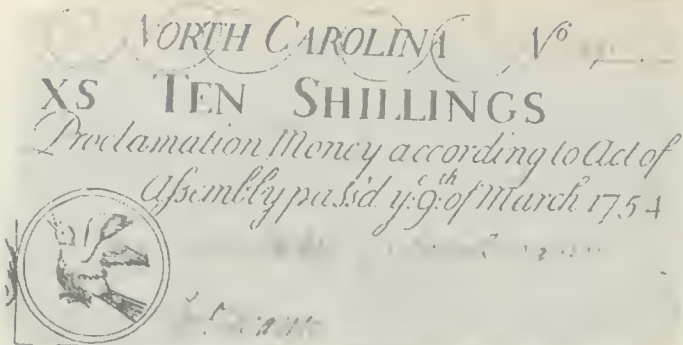 NORTH CAROLINA Nº
XS TEN SHILLINGS
Proclamation Money according to Act of
Assembly pass'd yͤ 9th of March 1754